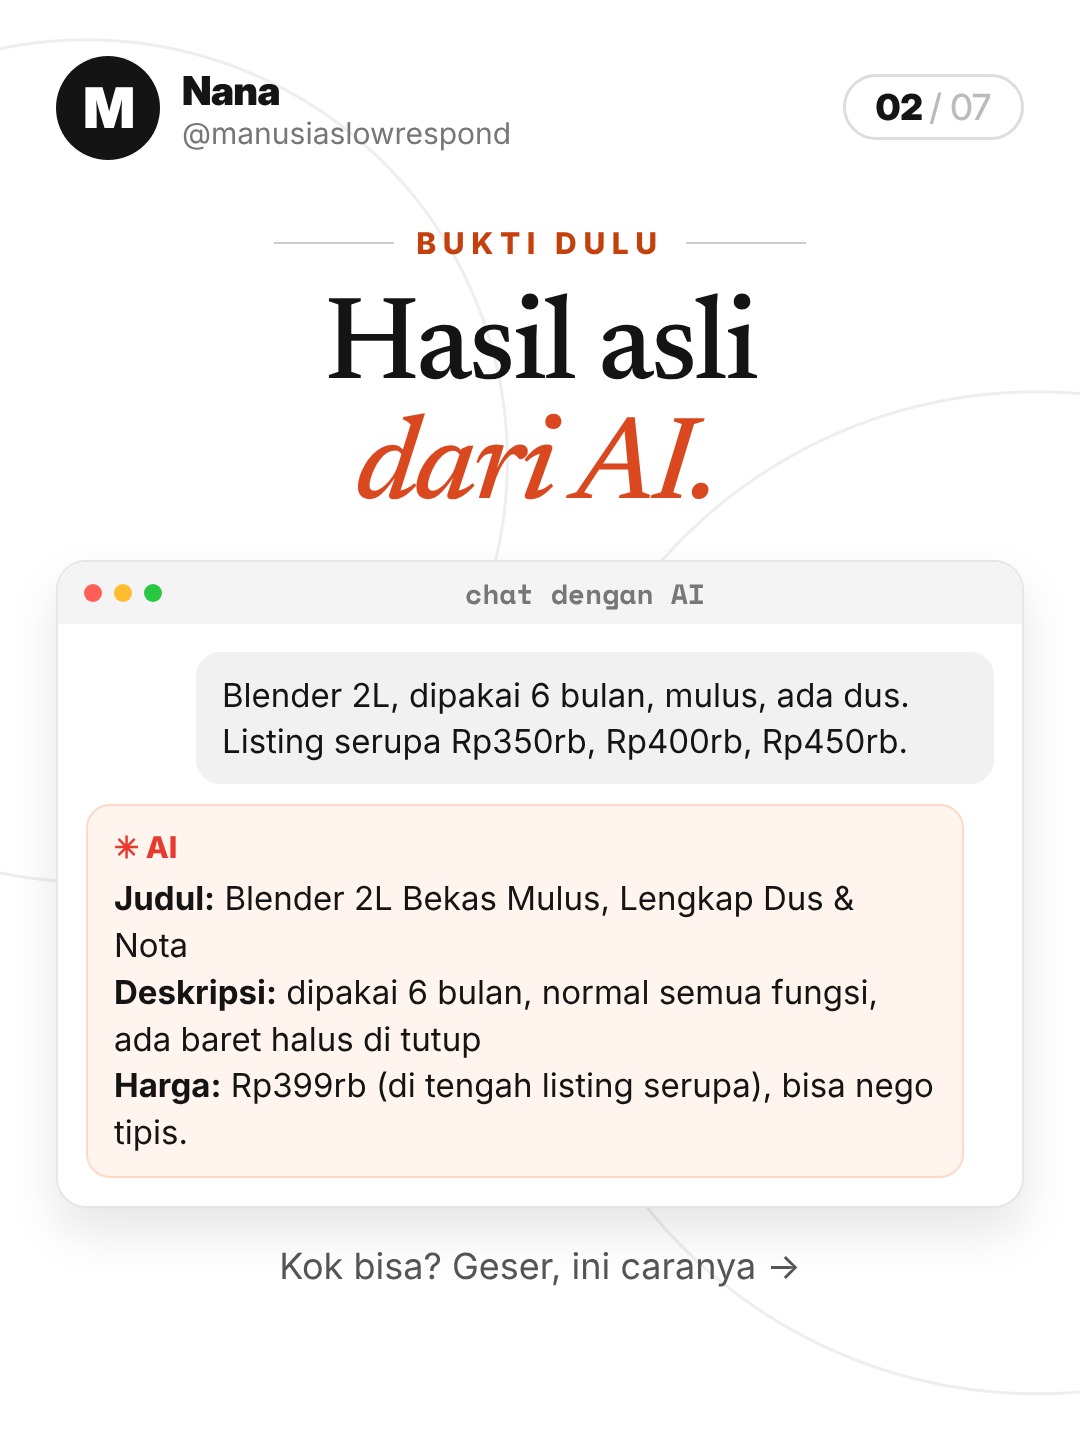 M
Nana
@manusiaslowrespond
02 / 07
BUKTI DULU
Hasil asli
dari AI.
chat dengan AI
Blender 2L, dipakai 6 bulan, mulus, ada dus.
Listing serupa Rp350rb, Rp400rb, Rp450rb.
✳ AI
Judul: Blender 2L Bekas Mulus, Lengkap Dus &
Nota
Deskripsi: dipakai 6 bulan, normal semua fungsi,
ada baret halus di tutup
Harga: Rp399rb (di tengah listing serupa), bisa nego
tipis.
Kok bisa? Geser, ini caranya →